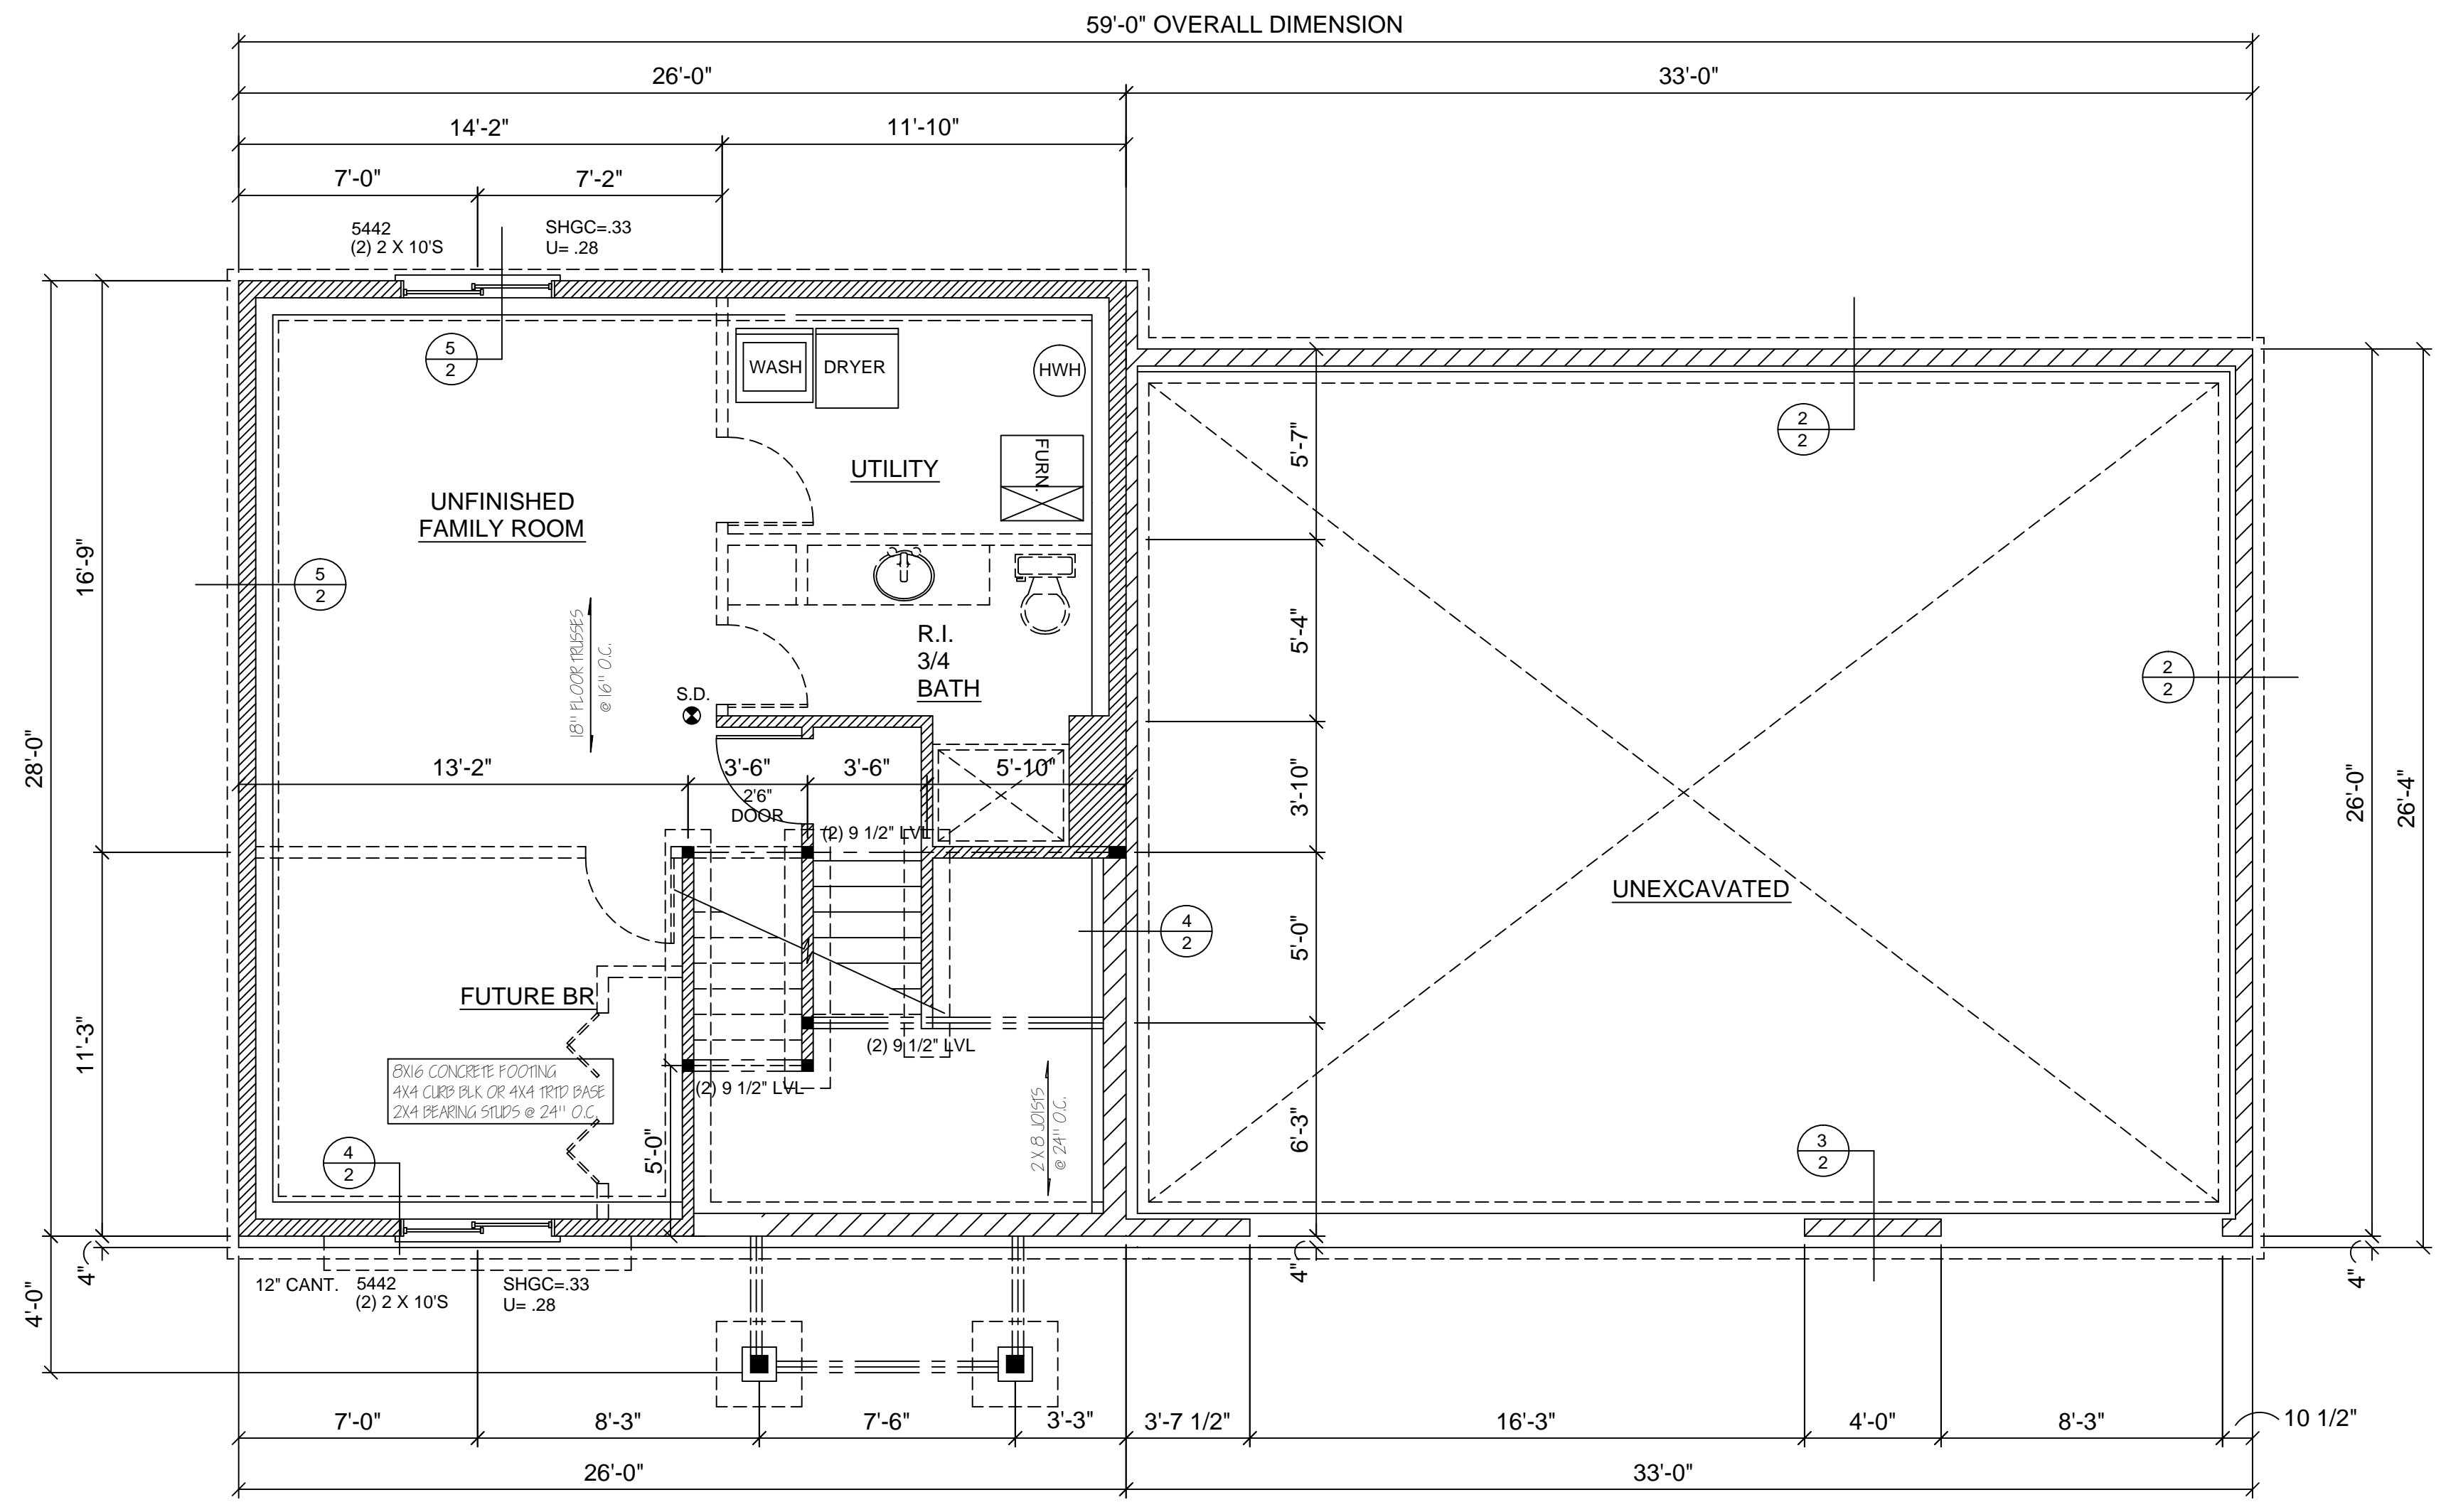 59'-0" OVERALL DIMENSION
26'-0"
33'-0"
14'-2"
11'-10"
7'-0"
7'-2"
5442
(2) 2 X 10'S
SHGC=.33
U= .28
5
2
WASH
DRYER
HWH
FURN.
UTILITY
UNFINISHED
FAMILY ROOM
5
2
18" FLOOR TRUSSES
@ 16" O.C.
R.I.
3/4
BATH
S.D.
13'-2"
3'-6"
3'-6"
5'-10"
2'6"
DOOR
(2) 9 1/2" LVL
28'-0"
16'-9"
11'-3"
4"
4'-0"
5'-7"
5'-4"
3'-10"
5'-0"
6'-3"
4"
2
2
2
2
26'-0"
26'-4"
4"
UNEXCAVATED
4
2
3
2
FUTURE BR
8X16 CONCRETE FOOTING
4X4 CURB BLK OR 4X4 TRTD BASE
2X4 BEARING STUDS @ 24" O.C.
(2) 9 1/2" LVL
(2) 9 1/2" LVL
5'-0"
2 X 8 JOISTS
@ 24" O.C.
4
2
12" CANT.
5442
(2) 2 X 10'S
SHGC=.33
U= .28
7'-0"
8'-3"
7'-6"
3'-3"
3'-7 1/2"
16'-3"
4'-0"
8'-3"
10 1/2"
26'-0"
33'-0"